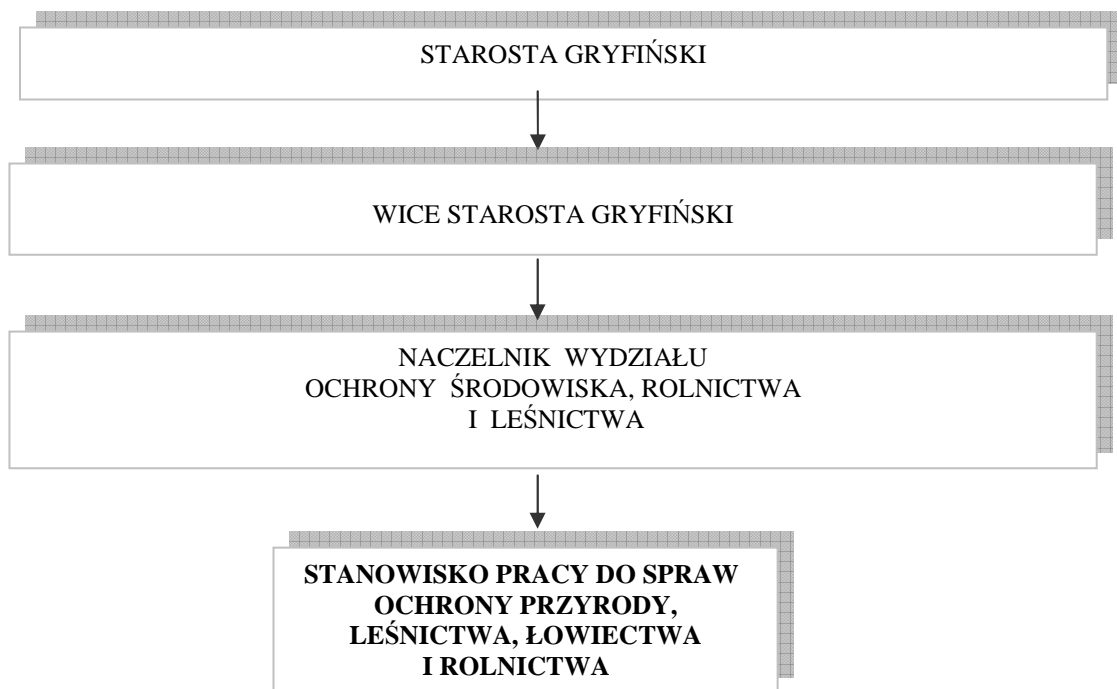 STAROSTA GRYFIŃSKI
WICE STAROSTA GRYFIŃSKI
NACZELNIK WYDZIAŁU
OCHRONY ŚRODOWISKA, ROLNICTWA
I LEŚNICTWA
STANOWISKO PRACY DO SPRAW
OCHRONY PRZYRODY,
LEŚNICTWA, ŁOWIECTWA
I ROLNICTWA